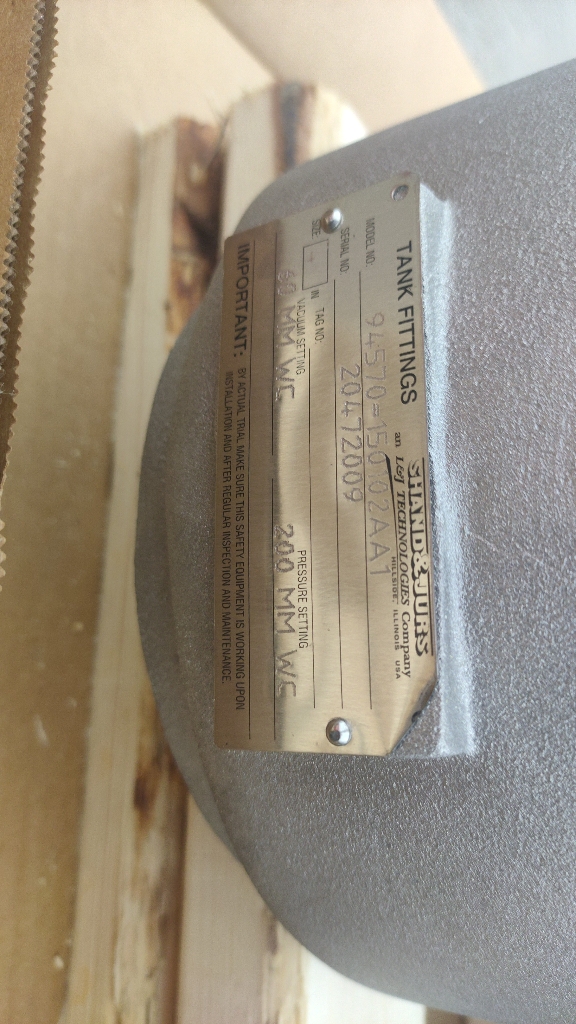 TANK FITTINGS
SHAND & JURS
an L&J TECHNOLOGIES Company
HILLSIDE, ILLINOIS USA
MODEL NO: 94570-150 02AA1
SERIAL NO: 20472009
SIZE IN TAG NO:
VACUUM SETTING PRESSURE SETTING
60 MM WC 200 MM WC
IMPORTANT: BY ACTUAL TRIAL MAKE SURE THIS SAFETY EQUIPMENT IS WORKING UPON
INSTALLATION AND AFTER REGULAR INSPECTION AND MAINTENANCE.